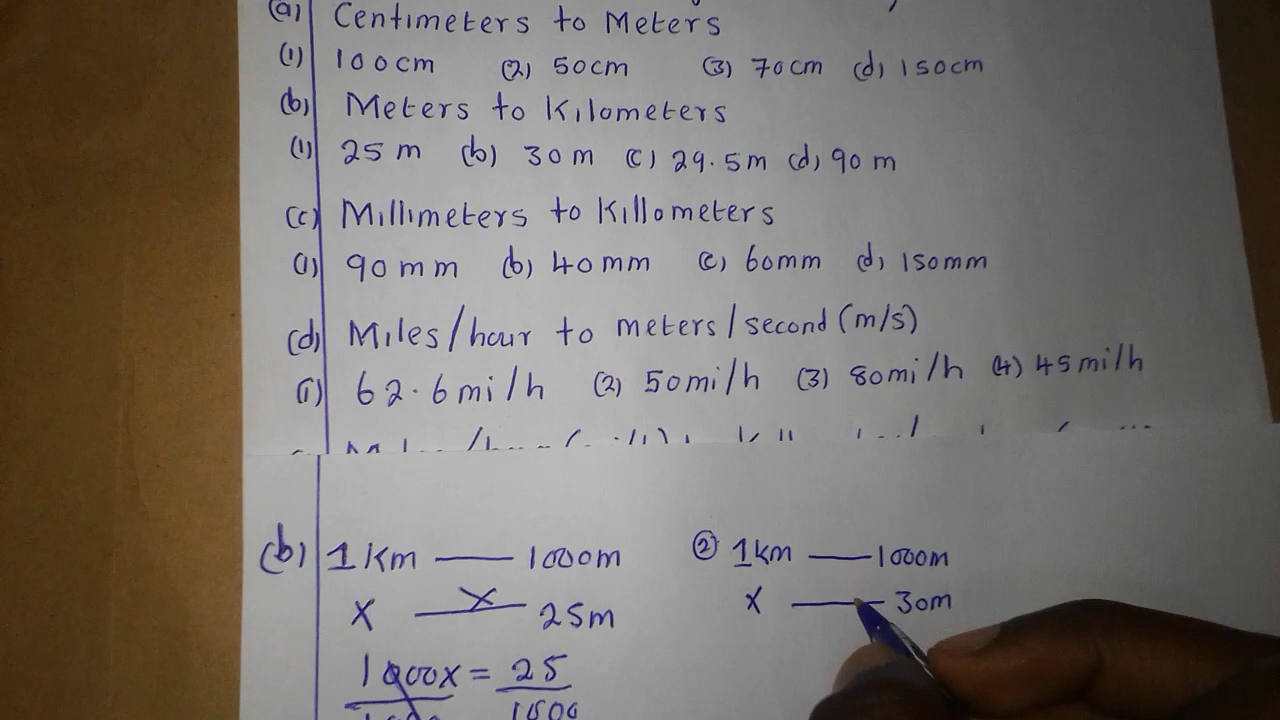 (a) Centimeters to Meters
(1) 100cm (2) 50cm (3) 70cm (d) 150cm
(b) Meters to Kilometers
(1) 25m (b) 30m (c) 29.5m (d) 90m
(c) Millimeters to Killometers
(1) 90mm (b) 40mm (c) 60mm (d) 150mm
(d) Miles/hour to meters/second (m/s)
(1) 62.6mi/h (2) 50mi/h (3) 80mi/h (4) 45mi/h
(b) 1km — 1000m
x — 25m
1000x = 25
② 1km — 1000m
x — 30m